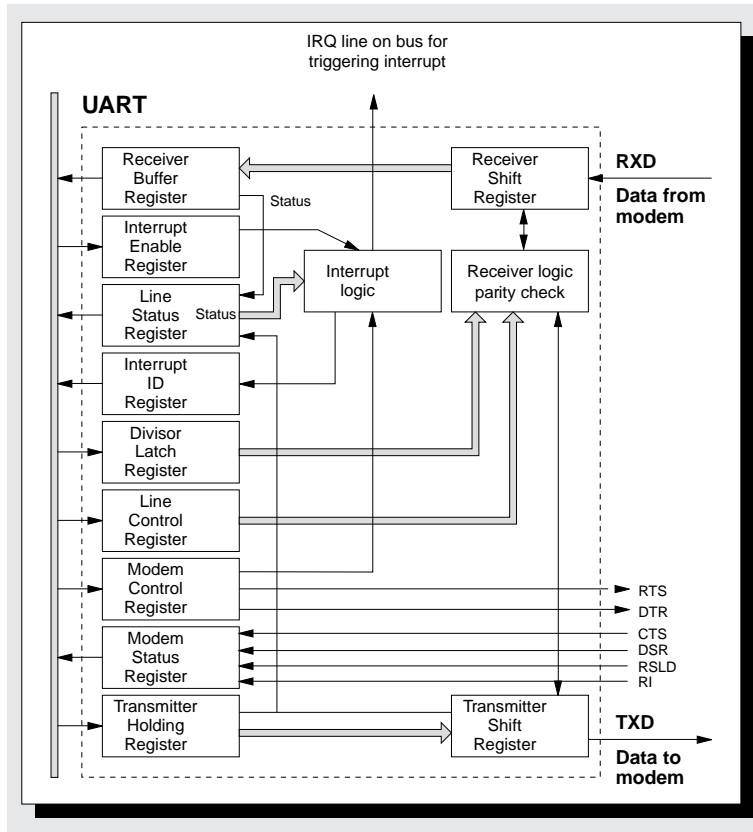 IRQ line on bus for
triggering interrupt
UART
Receiver
Buffer
Register
Receiver
Shift
Register
RXD
Data from
modem
Status
Interrupt
Enable
Register
Interrupt
logic
Receiver logic
parity check
Line
Status
Register
Status
Interrupt
ID
Register
Divisor
Latch
Register
Line
Control
Register
Modem
Control
Register
RTS
DTR
Modem
Status
Register
CTS
DSR
RSLD
RI
Transmitter
Holding
Register
Transmitter
Shift
Register
TXD
Data to
modem